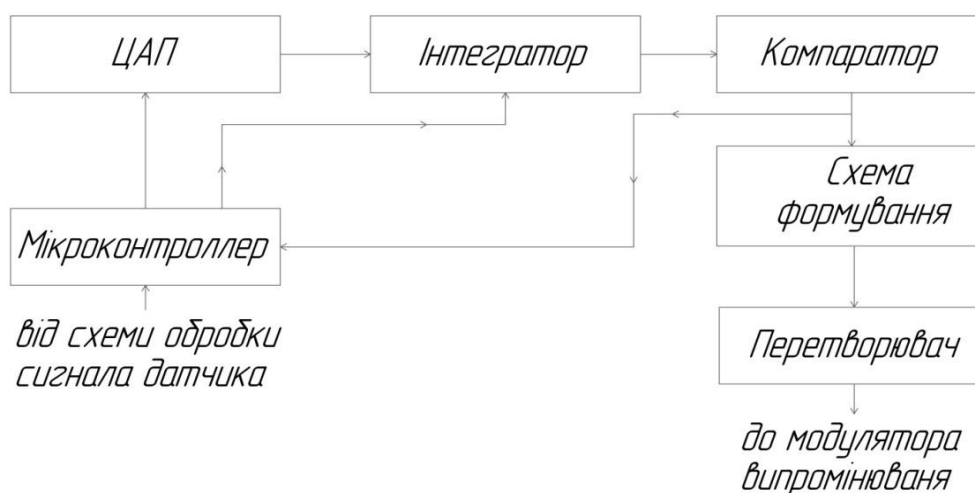 ЦАП
Інтегратор
Компаратор
Схема
формування
Мікроконтроллер
від схеми обробки
сигнала датчика
Перетворювач
до модулятора
випромінюваня